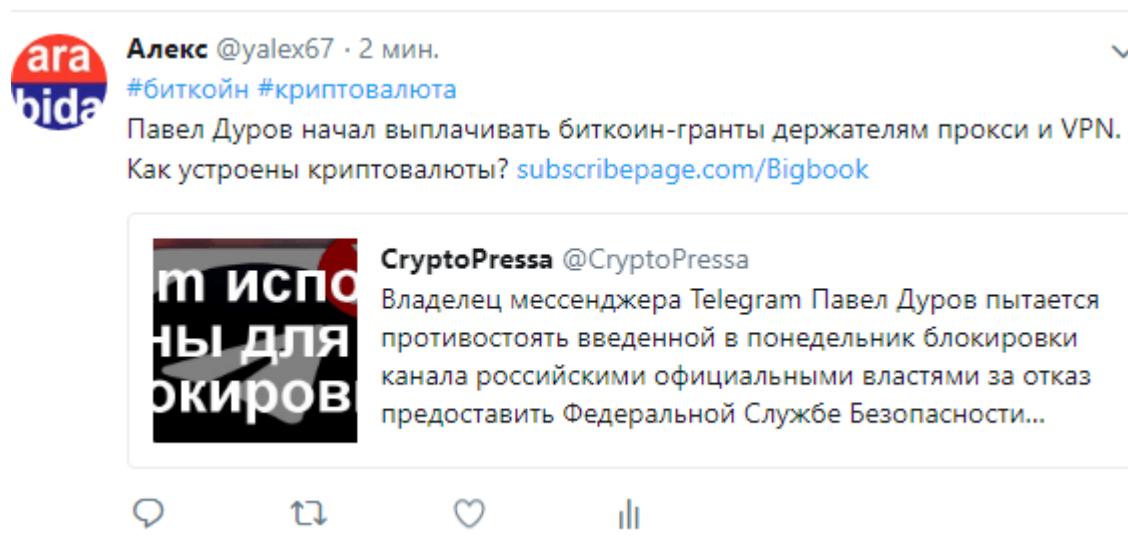 ara
bida
Алекс @yalex67 · 2 мин.
#биткойн #криптовалюта
Павел Дуров начал выплачивать биткоин-гранты держателям прокси и VPN.
Как устроены криптовалюты? subscribepage.com/Bigbook
m испо
ны для
окиров
CryptoPressa @CryptoPressa
Владелец мессенджера Telegram Павел Дуров пытается
противостоять введенной в понедельник блокировки
канала российскими официальными властями за отказ
предоставить Федеральной Службе Безопасности...